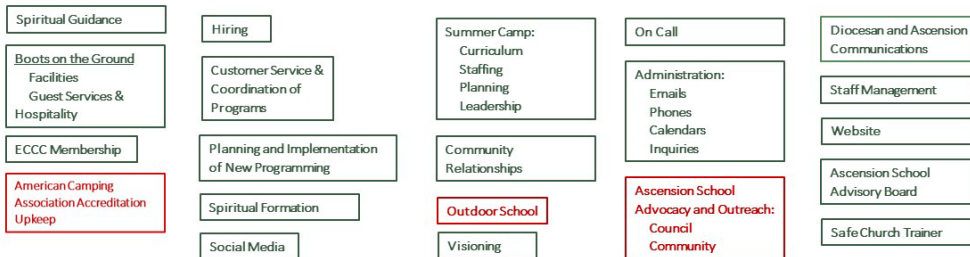 Spiritual Guidance
Boots on the Ground
Facilities
Guest Services &
Hospitality
ECCC Membership
American Camping
Association Accreditation
Upkeep
Hiring
Customer Service &
Coordination of
Programs
Planning and Implementation
of New Programming
Spiritual Formation
Social Media
Summer Camp:
Curriculum
Staffing
Planning
Leadership
Community
Relationships
Outdoor School
Visioning
On Call
Administration:
Emails
Phones
Calendars
Inquiries
Ascension School
Advocacy and Outreach:
Council
Community
Diocesan and Ascension
Communications
Staff Management
Website
Ascension School
Advisory Board
Safe Church Trainer